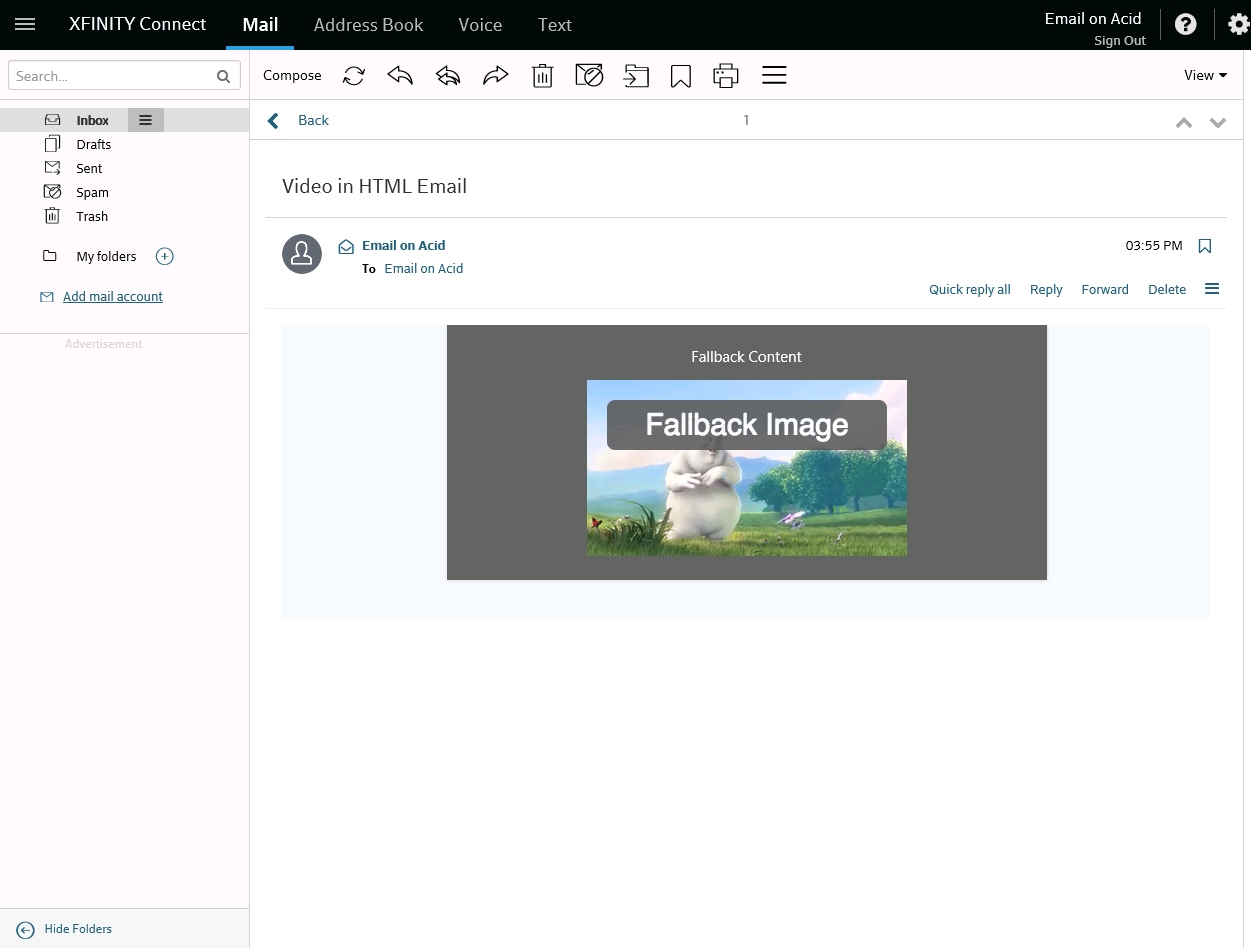 XFINITY Connect Mail Address Book Voice Text Email on Acid
Sign Out
Search... Compose View
Inbox Back 1
Drafts
Sent
Spam
Trash
My folders
Add mail account
Advertisement
Video in HTML Email
Email on Acid 03:55 PM
To Email on Acid
Quick reply all Reply Forward Delete
Fallback Content
Fallback Image
Hide Folders